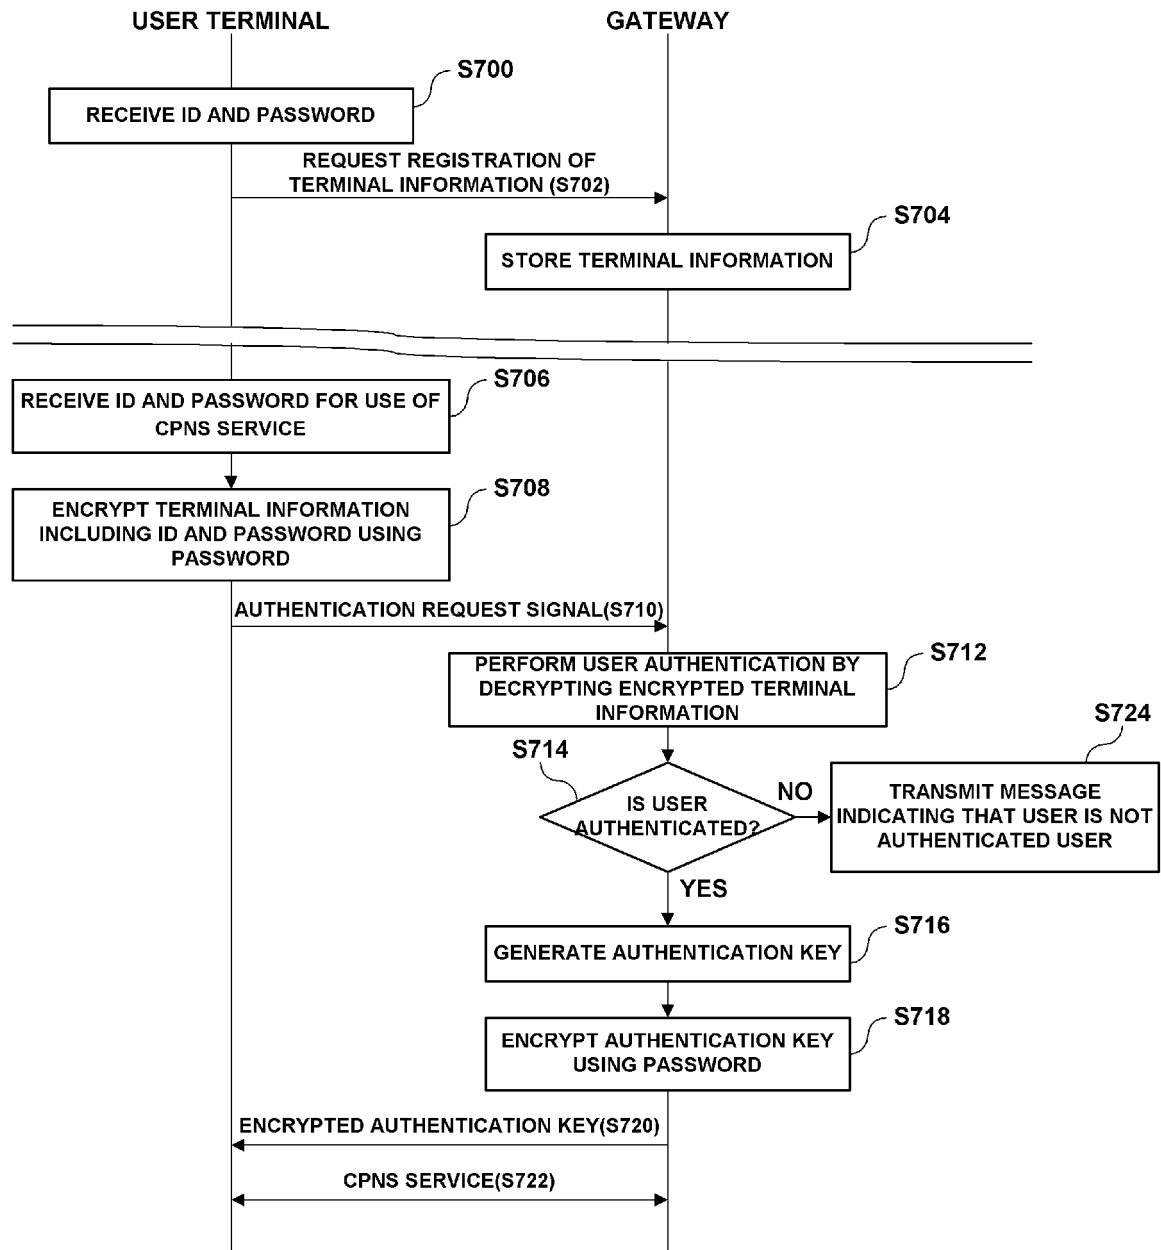 USER TERMINAL
GATEWAY
S700
RECEIVE ID AND PASSWORD
REQUEST REGISTRATION OF
TERMINAL INFORMATION (S702)
S704
STORE TERMINAL INFORMATION
S706
RECEIVE ID AND PASSWORD FOR USE OF
CPNS SERVICE
S708
ENCRYPT TERMINAL INFORMATION
INCLUDING ID AND PASSWORD USING
PASSWORD
AUTHENTICATION REQUEST SIGNAL(S710)
S712
PERFORM USER AUTHENTICATION BY
DECRYPTING ENCRYPTED TERMINAL
INFORMATION
S714
IS USER
AUTHENTICATED?
NO
S724
TRANSMIT MESSAGE
INDICATING THAT USER IS NOT
AUTHENTICATED USER
YES
S716
GENERATE AUTHENTICATION KEY
S718
ENCRYPT AUTHENTICATION KEY
USING PASSWORD
ENCRYPTED AUTHENTICATION KEY(S720)
CPNS SERVICE(S722)